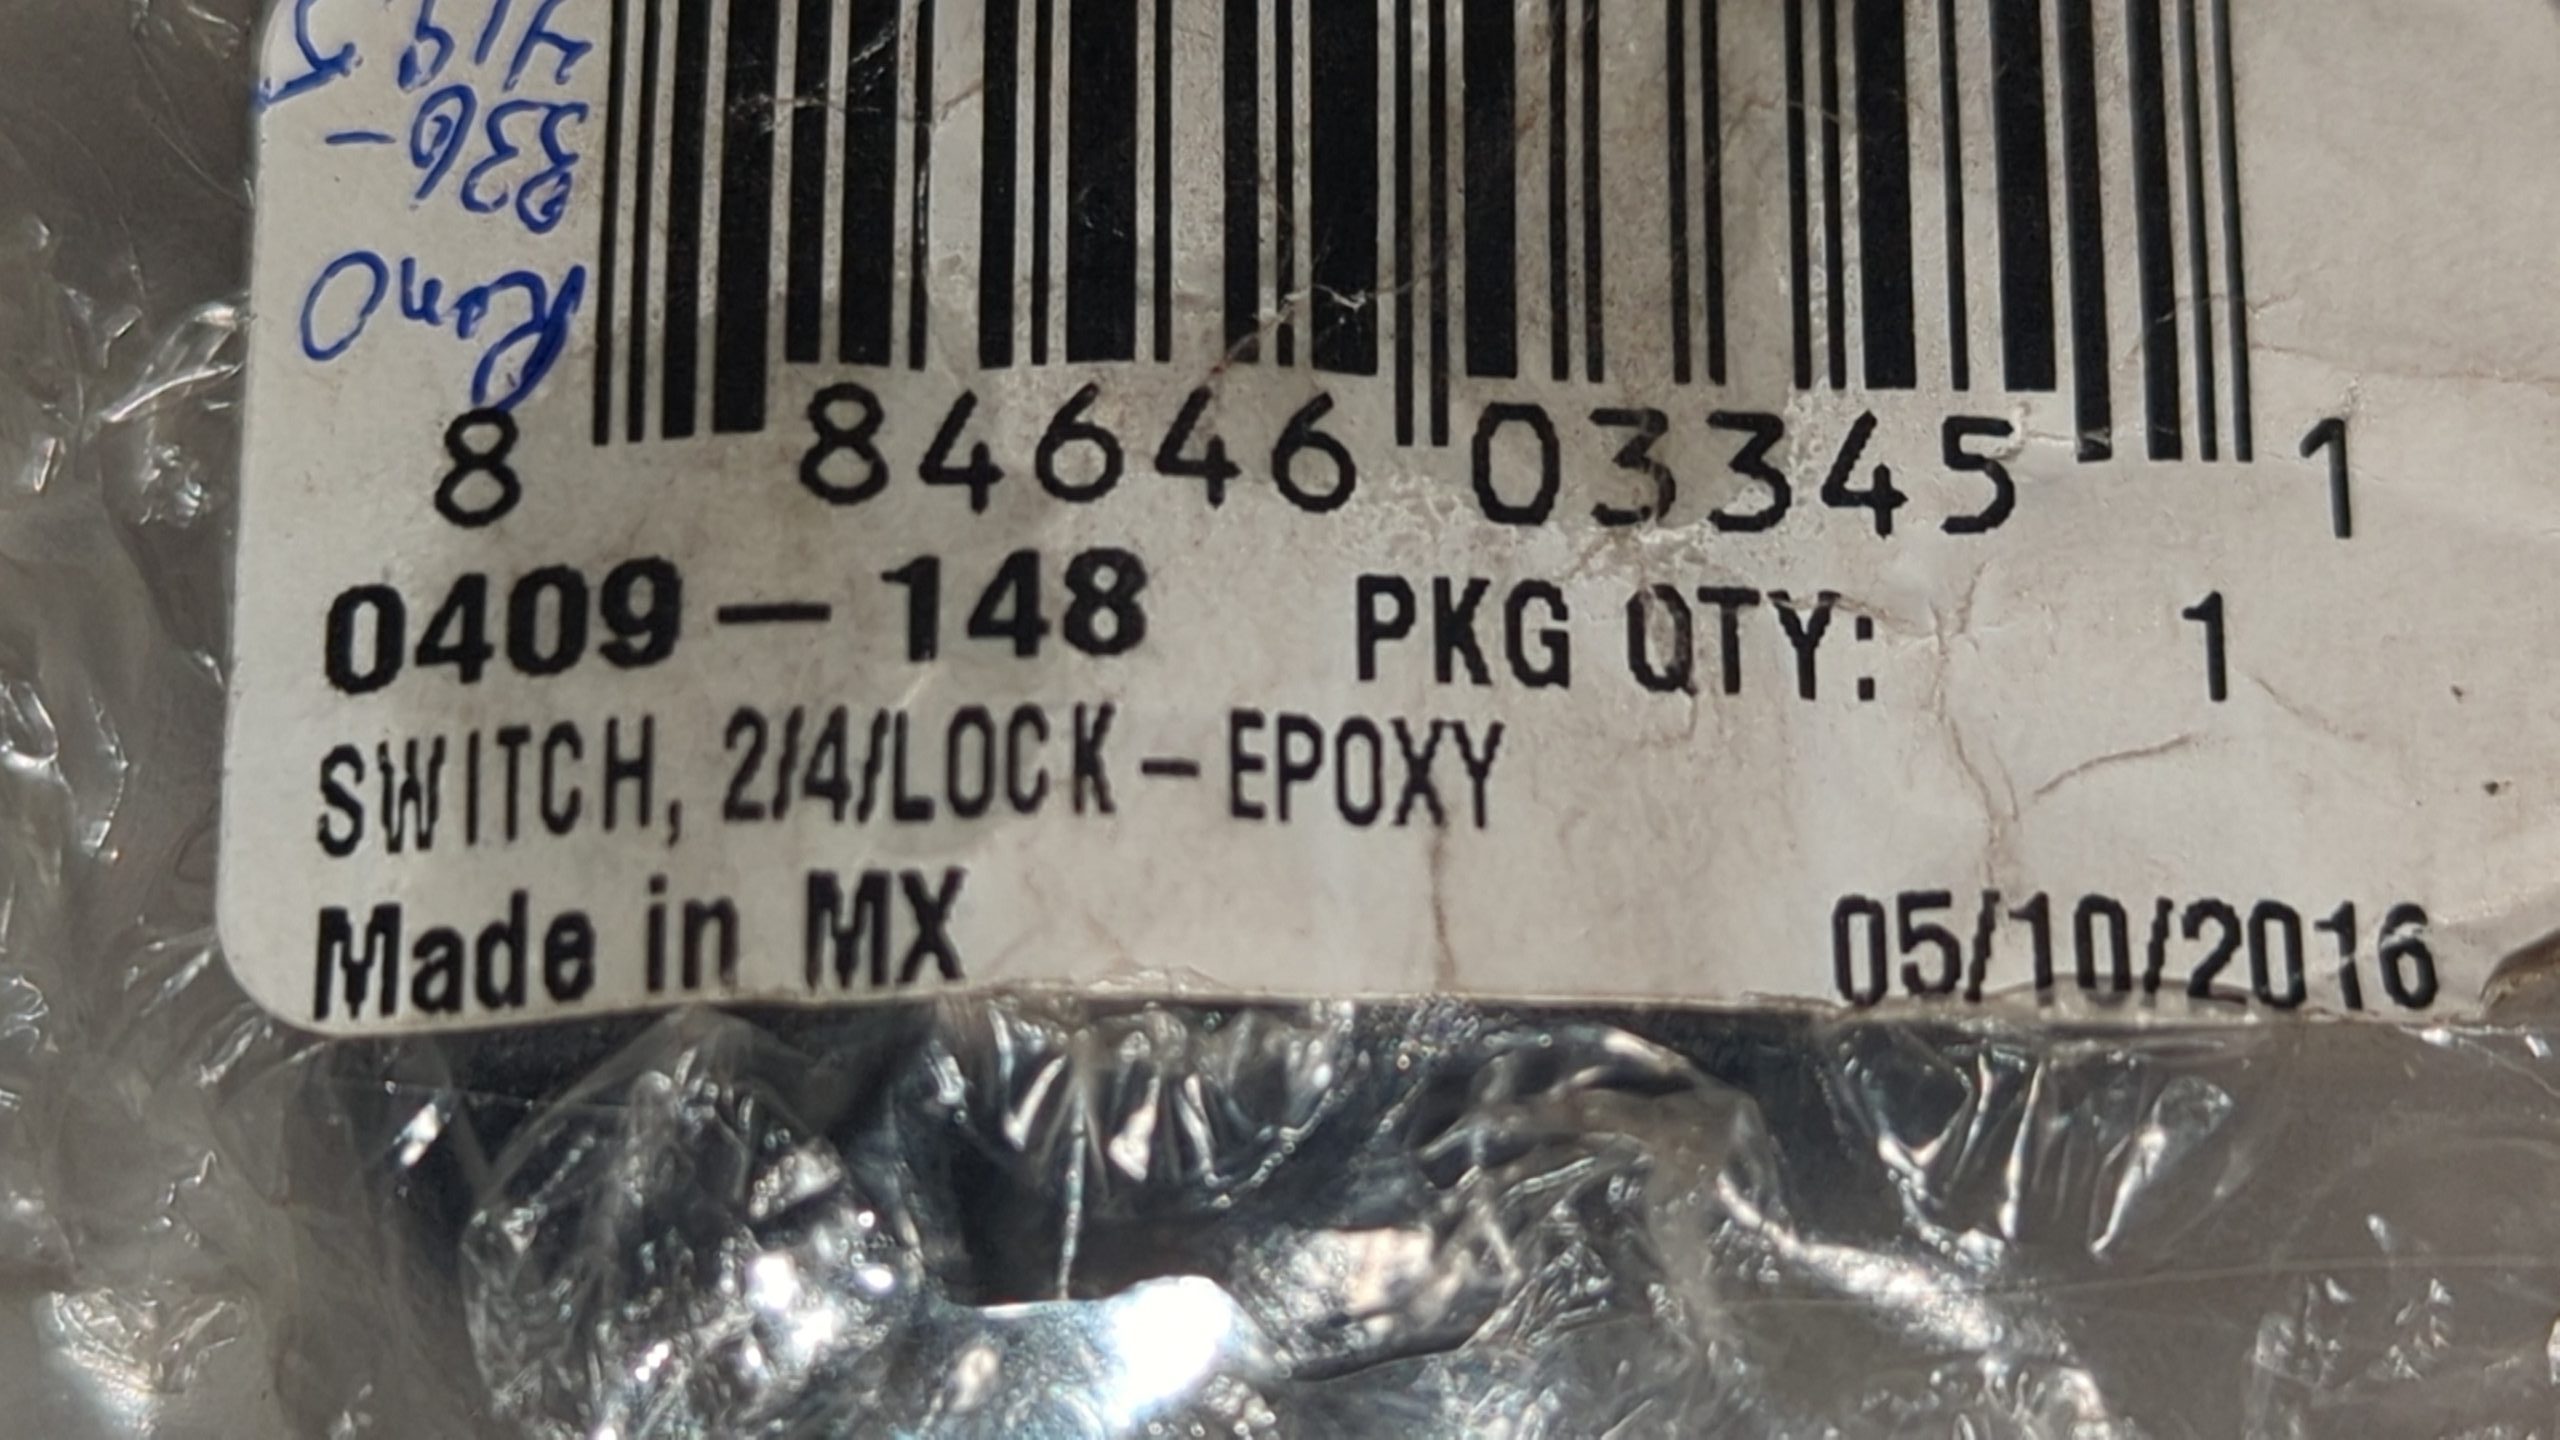 8 84646 03345 1
0409-148 PKG QTY: 1
SWITCH, 2/4/LOCK-EPOXY
Made in MX 05/10/2016